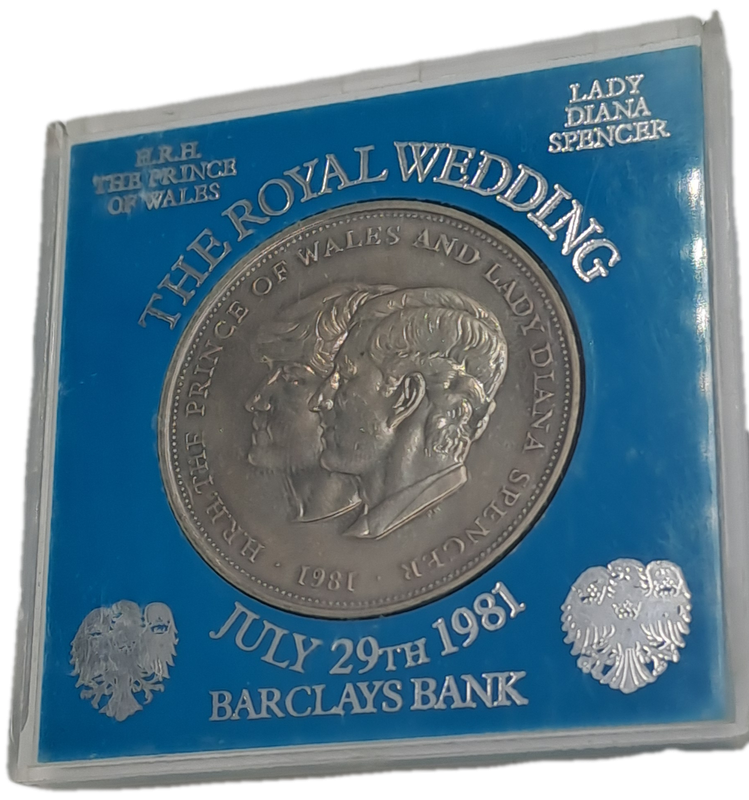 H.R.H.
THE PRINCE
OF WALES
LADY
DIANA
SPENCER
THE ROYAL WEDDING
H.R.H. THE PRINCE OF WALES AND LADY DIANA SPENCER · 1981 ·
JULY 29TH 1981
BARCLAYS BANK